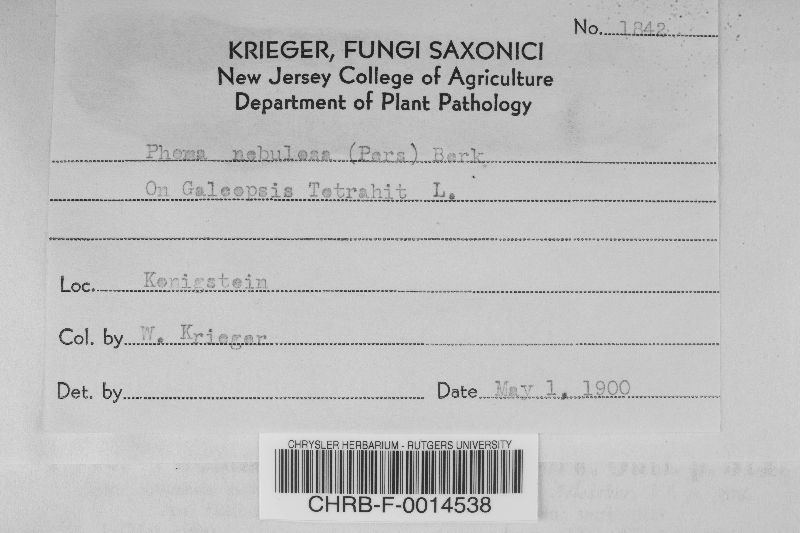 No. 1842
KRIEGER, FUNGI SAXONICI
New Jersey College of Agriculture
Department of Plant Pathology
Phoma nebulosa (Pers) Berk.
On Galeopsis Tetrahit L.
Loc. Konigstein
Col. by W. Krieger
Det. by
Date May 1, 1900
CHRYSLER HERBARIUM - RUTGERS UNIVERSITY
CHRB-F-0014538